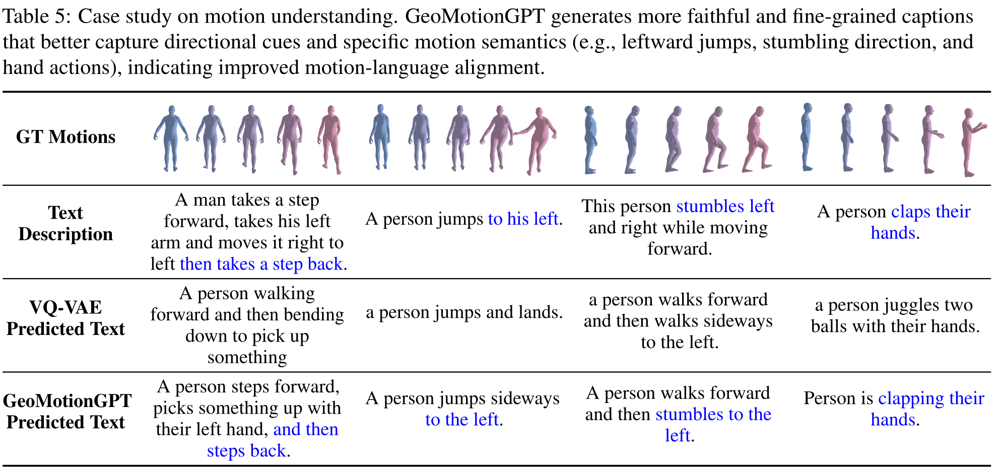 Table 5: Case study on motion understanding. GeoMotionGPT generates more faithful and fine-grained captions
that better capture directional cues and specific motion semantics (e.g., leftward jumps, stumbling direction, and
hand actions), indicating improved motion-language alignment.
GT Motions
Text
Description
A man takes a step
forward, takes his left
arm and moves it right to
left then takes a step back.
A person jumps to his left.
This person stumbles left
and right while moving
forward.
A person claps their
hands.
VQ-VAE
Predicted Text
A person walking
forward and then bending
down to pick up
something
a person jumps and lands.
a person walks forward
and then walks sideways
to the left.
a person juggles two
balls with their hands.
GeoMotionGPT
Predicted Text
A person steps forward,
picks something up with
their left hand, and then
steps back.
A person jumps sideways
to the left.
A person walks forward
and then stumbles to the
left.
Person is clapping their
hands.